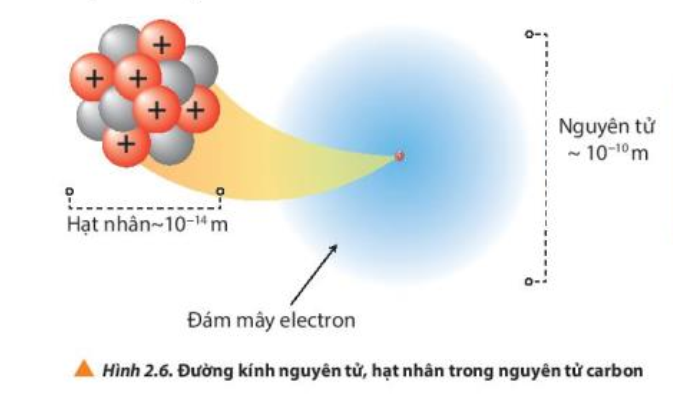 +
+ +
+ +
+
Nguyên tử
~ 10⁻¹⁰ m
Hạt nhân~10⁻¹⁴ m
Đám mây electron
Hình 2.6. Đường kính nguyên tử, hạt nhân trong nguyên tử carbon